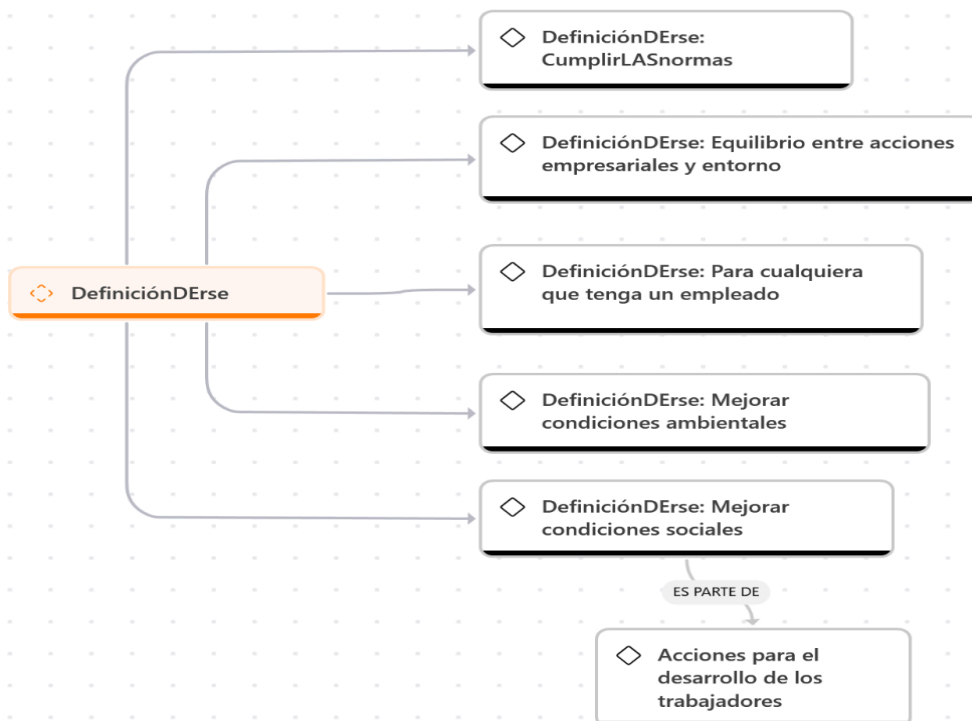 DefiniciónDErse:
CumplirLASnormas
DefiniciónDErse: Equilibrio entre acciones
empresariales y entorno
DefiniciónDErse: Para cualquiera
que tenga un empleado
DefiniciónDErse
DefiniciónDErse: Mejorar
condiciones ambientales
DefiniciónDErse: Mejorar
condiciones sociales
ES PARTE DE
Acciones para el
desarrollo de los
trabajadores